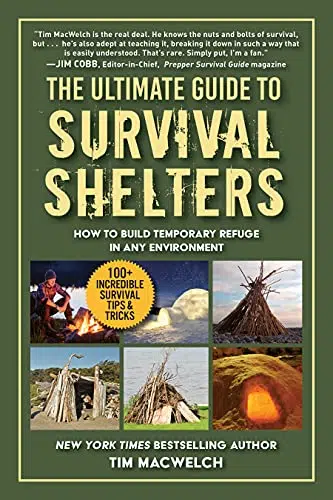 "Tim MacWelch is the real deal. He knows the nuts and bolts of survival,
but . . . he's also adept at teaching it, breaking it down in such a way that
is easily understood. That's rare. Simply put, I'm a fan."
—JIM COBB, Editor-in-Chief, Prepper Survival Guide magazine
THE ULTIMATE GUIDE TO
SURVIVAL
SHELTERS
HOW TO BUILD TEMPORARY REFUGE
IN ANY ENVIRONMENT
100+
INCREDIBLE
SURVIVAL
TIPS &
TRICKS
NEW YORK TIMES BESTSELLING AUTHOR
TIM MACWELCH